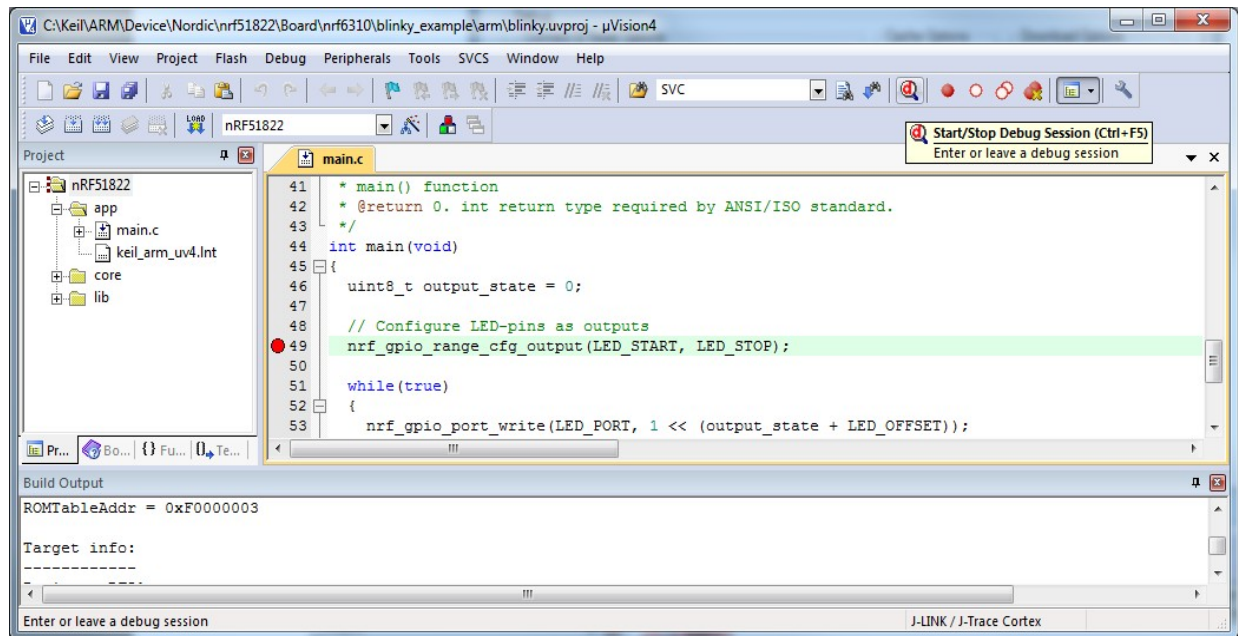 C:\Keil\ARM\Device\Nordic\nrf51822\Board\nrf6310\blinky_example\arm\blinky.uvproj - µVision4
File Edit View Project Flash Debug Peripherals Tools SVCS Window Help
SVC
LOAD nRF51822
Start/Stop Debug Session (Ctrl+F5)
Enter or leave a debug session
Project
main.c
nRF51822
app
main.c
keil_arm_uv4.lnt
core
lib
41 * main() function
42 * @return 0. int return type required by ANSI/ISO standard.
43 */
44 int main(void)
45 {
46 uint8_t output_state = 0;
47
48 // Configure LED-pins as outputs
49 nrf_gpio_range_cfg_output(LED_START, LED_STOP);
50
51 while(true)
52 {
53 nrf_gpio_port_write(LED_PORT, 1 << (output_state + LED_OFFSET));
Pr... Bo... {} Fu... Te...
Build Output
ROMTableAddr = 0xF0000003
Target info:
------------
Enter or leave a debug session J-LINK / J-Trace Cortex